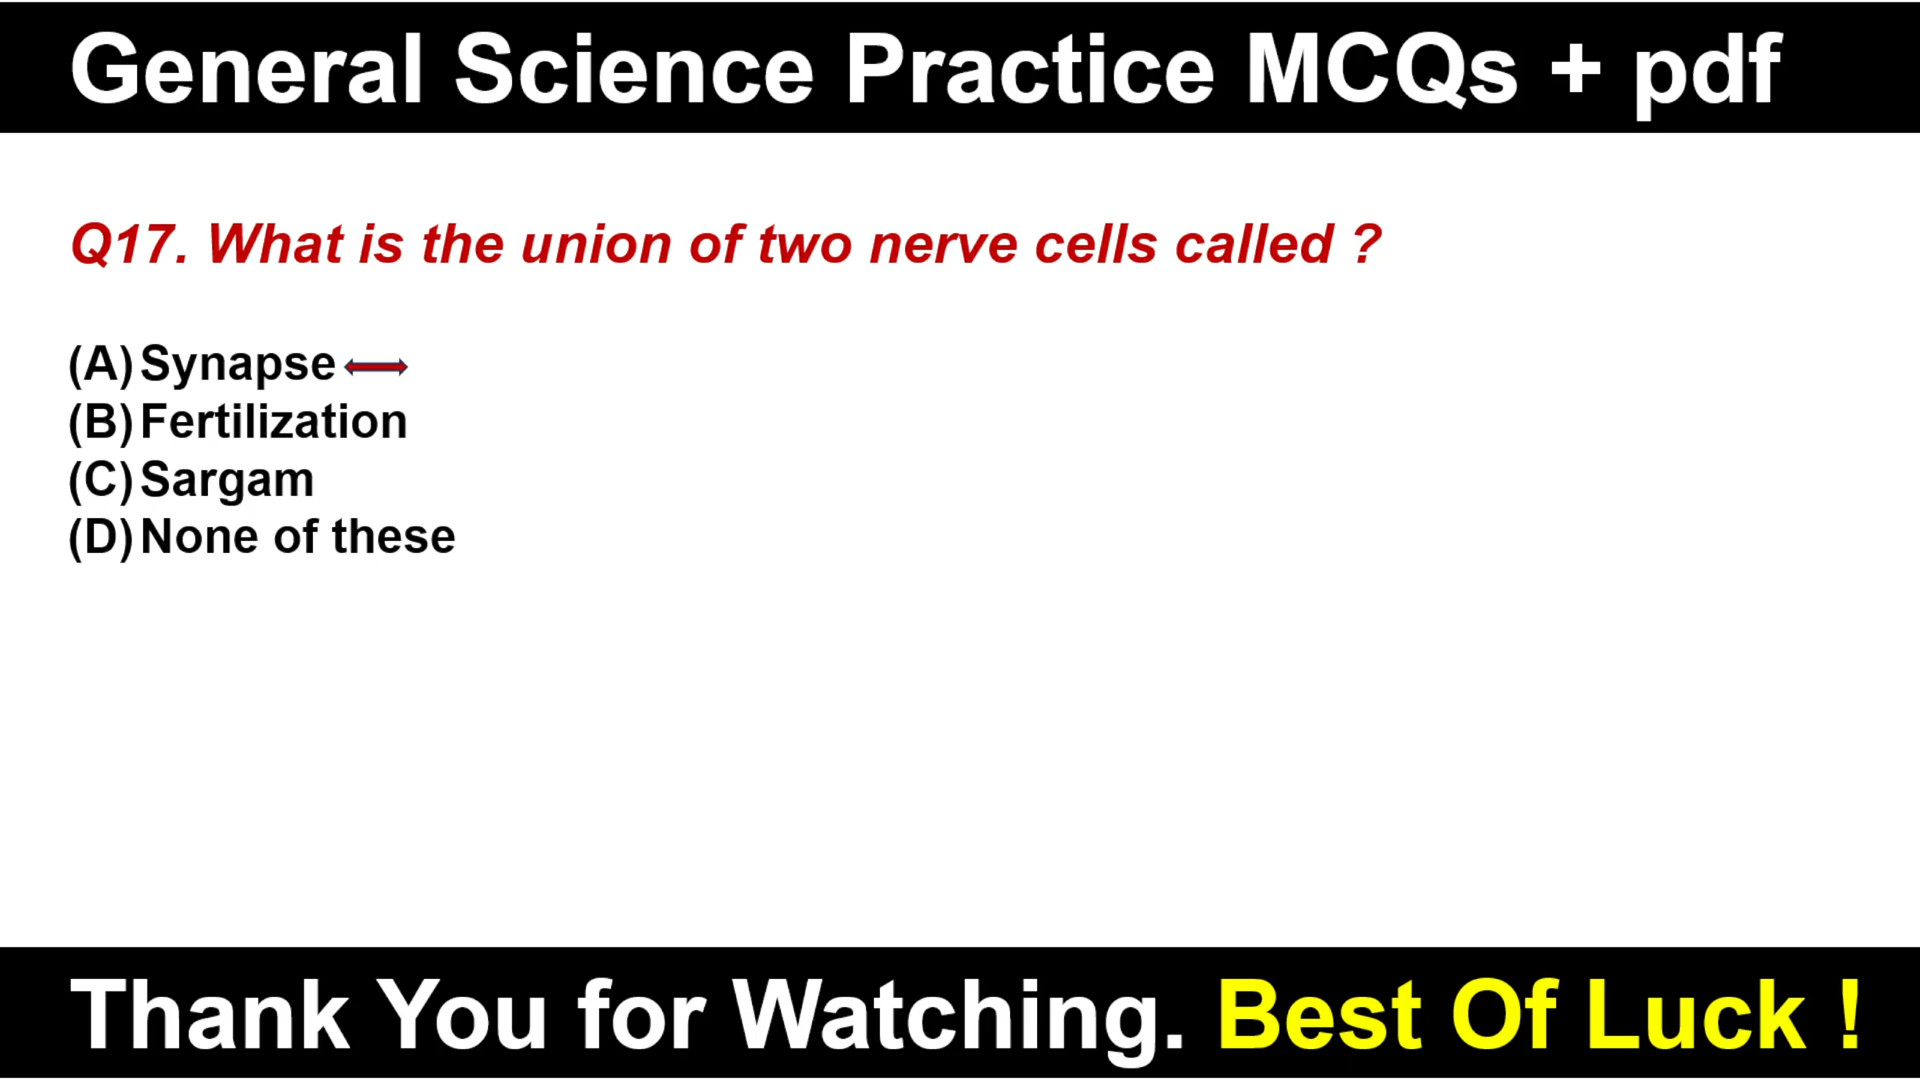 General Science Practice MCQs + pdf
Q17. What is the union of two nerve cells called ?
(A) Synapse
(B) Fertilization
(C) Sargam
(D) None of these
Thank You for Watching. Best Of Luck !